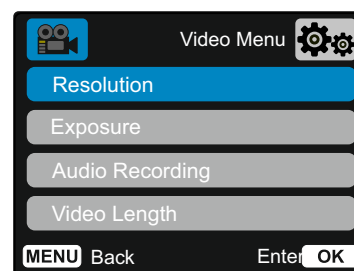 Video Menu
Resolution
Exposure
Audio Recording
Video Length
MENU Back Enter OK